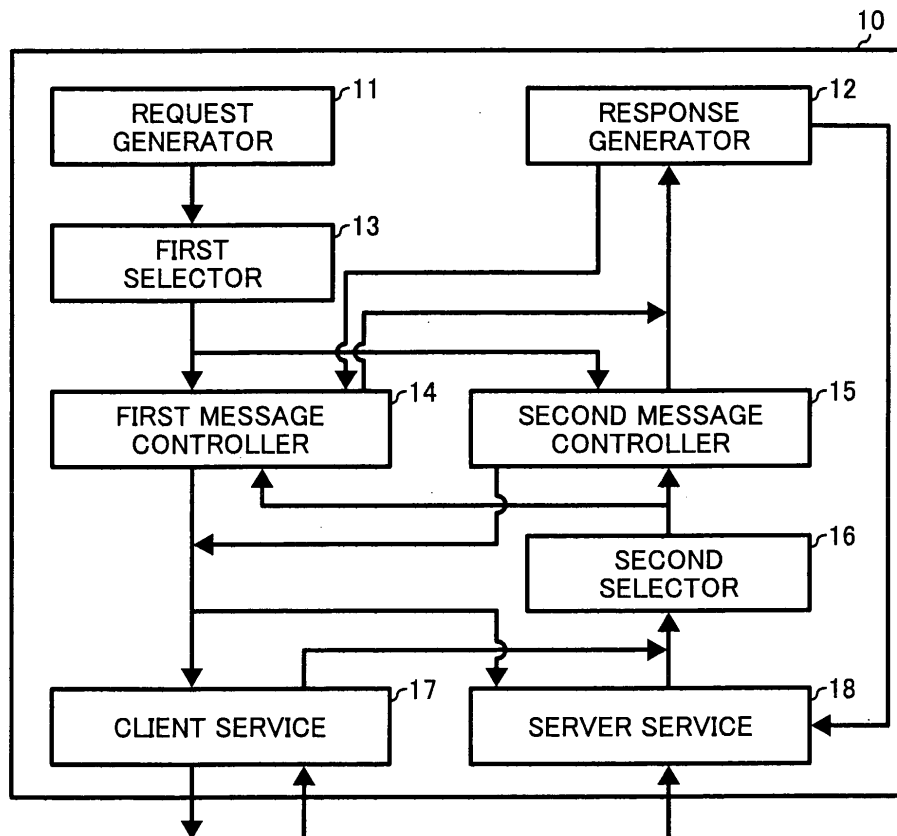 10
11
REQUEST
GENERATOR
12
RESPONSE
GENERATOR
13
FIRST
SELECTOR
14
FIRST MESSAGE
CONTROLLER
15
SECOND MESSAGE
CONTROLLER
16
SECOND
SELECTOR
17
CLIENT SERVICE
18
SERVER SERVICE